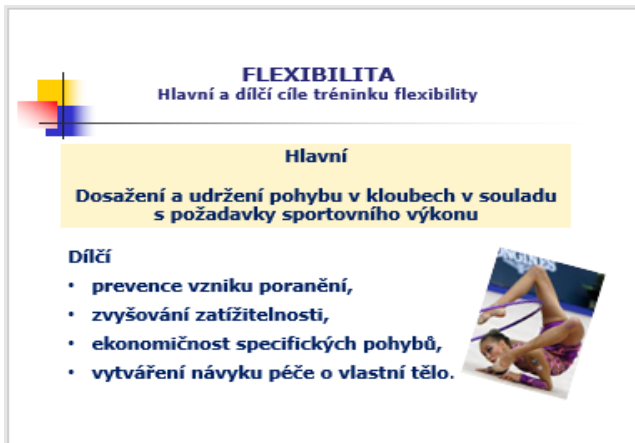 FLEXIBILITA
Hlavní a dílčí cíle tréninku flexibility
Hlavní
Dosažení a udržení pohybu v kloubech v souladu
s požadavky sportovního výkonu
Dílčí
• prevence vzniku poranění,
• zvyšování zatížitelnosti,
• ekonomičnost specifických pohybů,
• vytváření návyku péče o vlastní tělo.